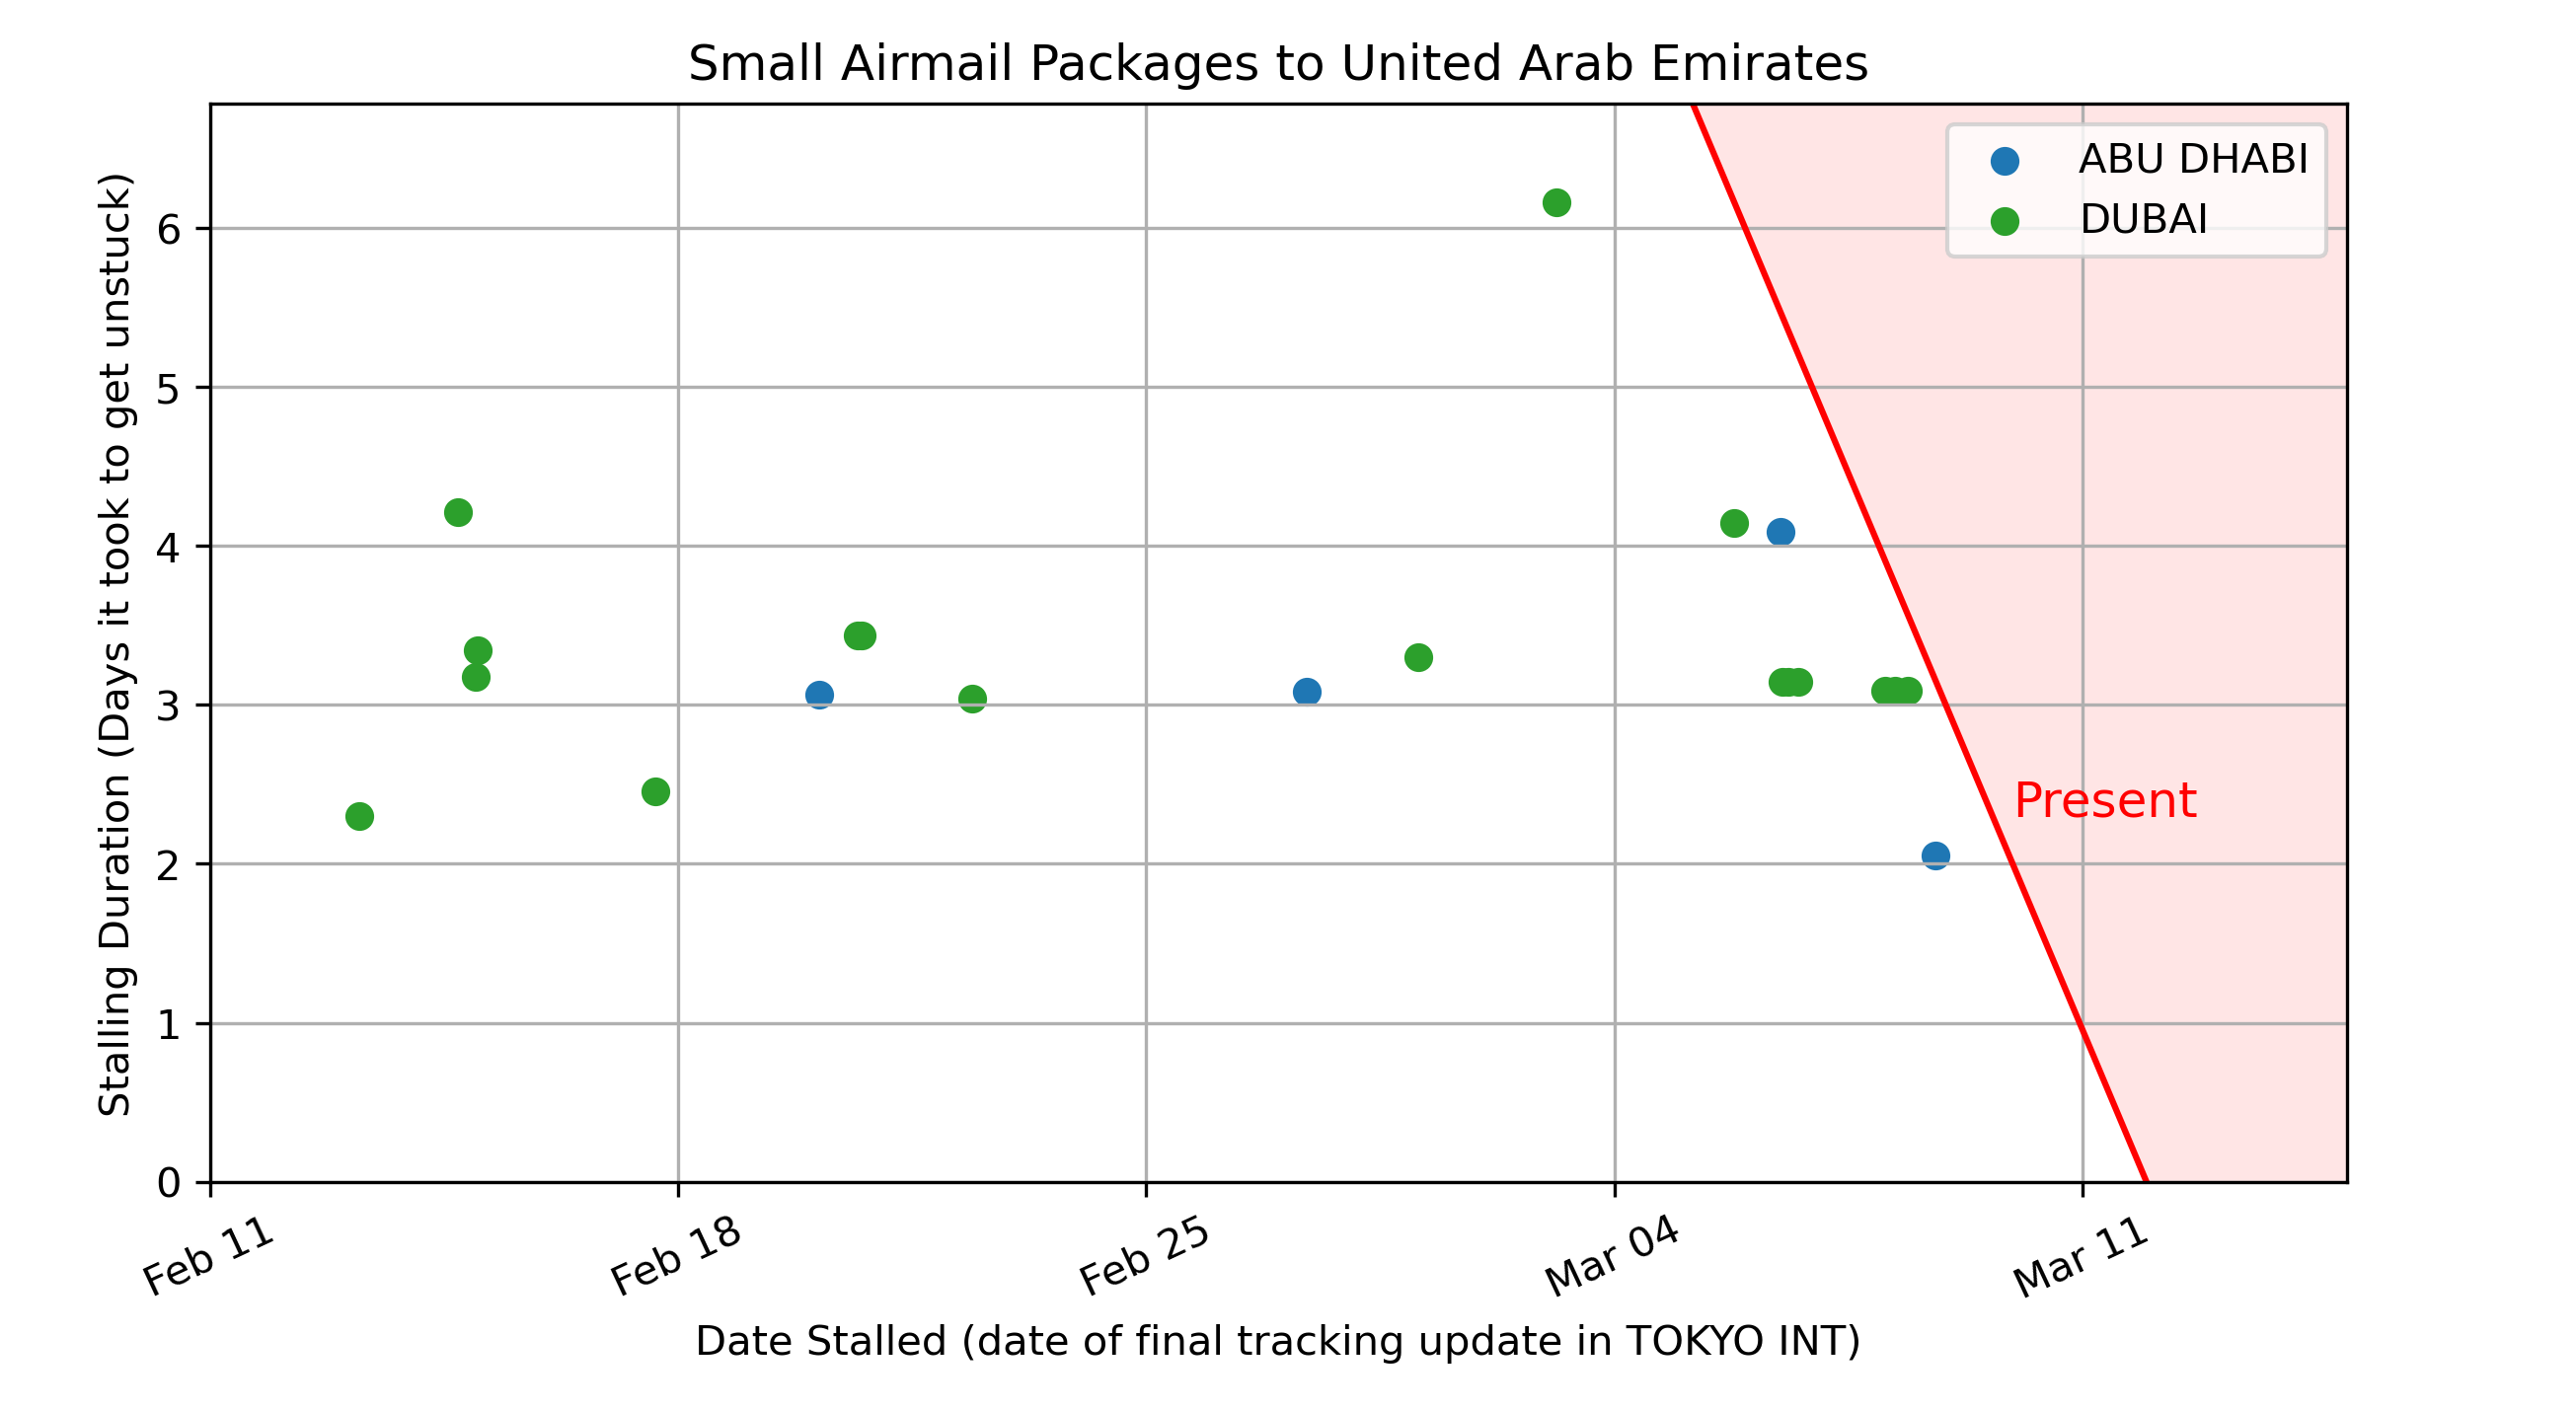 Small Airmail Packages to United Arab Emirates
ABU DHABI
DUBAI
Stalling Duration (Days it took to get unstuck)
6
5
4
3
2
1
0
Present
Feb 11
Feb 18
Feb 25
Mar 04
Mar 11
Date Stalled (date of final tracking update in TOKYO INT)